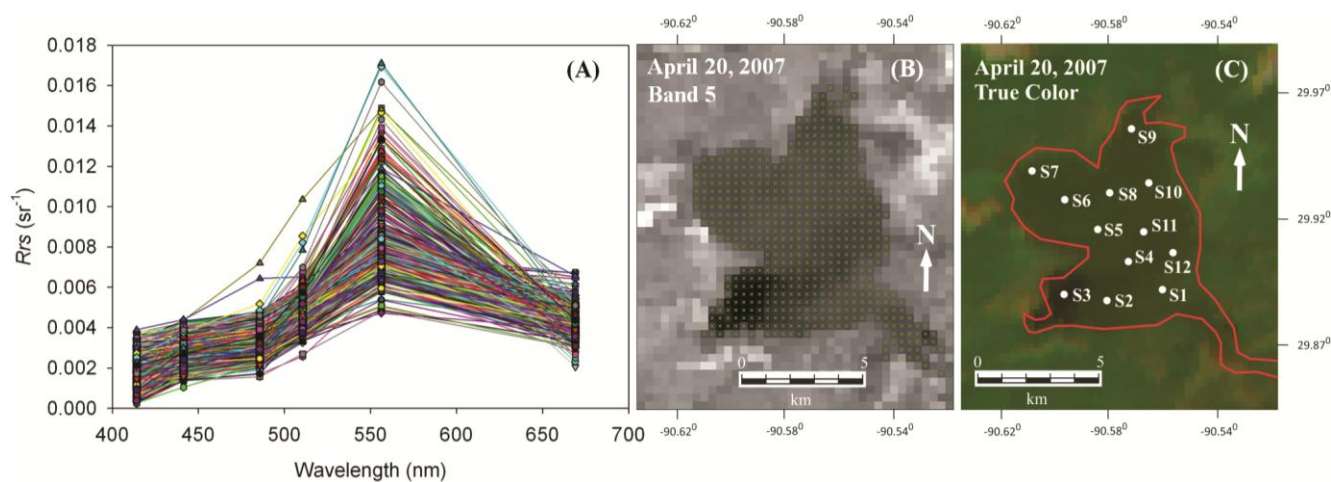 0.018
0.016
0.014
0.012
0.010
0.008
0.006
0.004
0.002
0.000
Rrs (sr⁻¹)
400 450 500 550 600 650 700
Wavelength (nm)
(A)
-90.62⁰ -90.58⁰ -90.54⁰
April 20, 2007
Band 5
(B)
N
0 5
km
-90.62⁰ -90.58⁰ -90.54⁰
-90.62⁰ -90.58⁰ -90.54⁰
April 20, 2007
True Color
(C)
N
S9
S7
S10
S8
S6
S11
S5
S4
S12
S3
S2
S1
0 5
km
29.97⁰
29.92⁰
29.87⁰
-90.62⁰ -90.58⁰ -90.54⁰